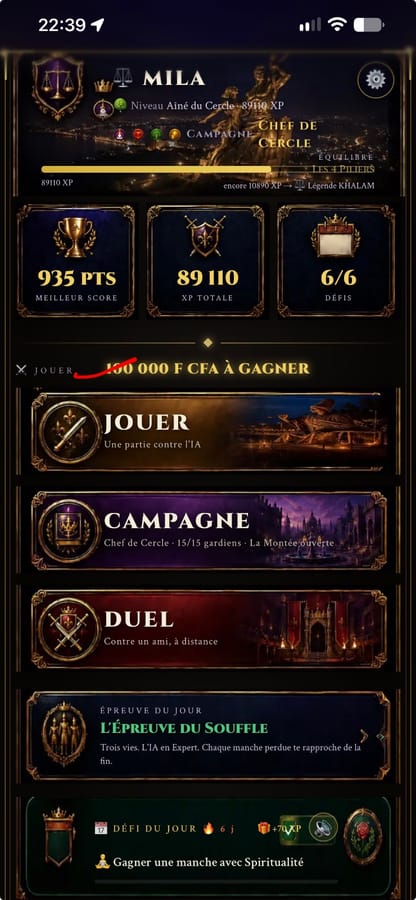 22:39
MILA
Niveau Aîné du Cercle · 89110 XP
CAMPAGNE CHEF DE CERCLE
ÉQUILIBRE
LES 4 PILIERS
89110 XP
encore 10890 XP → Légende KHALAM
935 PTS
MEILLEUR SCORE
89 110
XP TOTALE
6/6
DÉFIS
JOUER
100 000 F CFA À GAGNER
JOUER
Une partie contre l'IA
CAMPAGNE
Chef de Cercle · 15/15 gardiens · La Montée ouverte
DUEL
Contre un ami, à distance
ÉPREUVE DU JOUR
L'ÉPREUVE DU SOUFFLE
Trois vies. L'IA en Expert. Chaque manche perdue te rapproche de la
fin.
DÉFI DU JOUR 6 j +70 XP
Gagner une manche avec Spiritualité